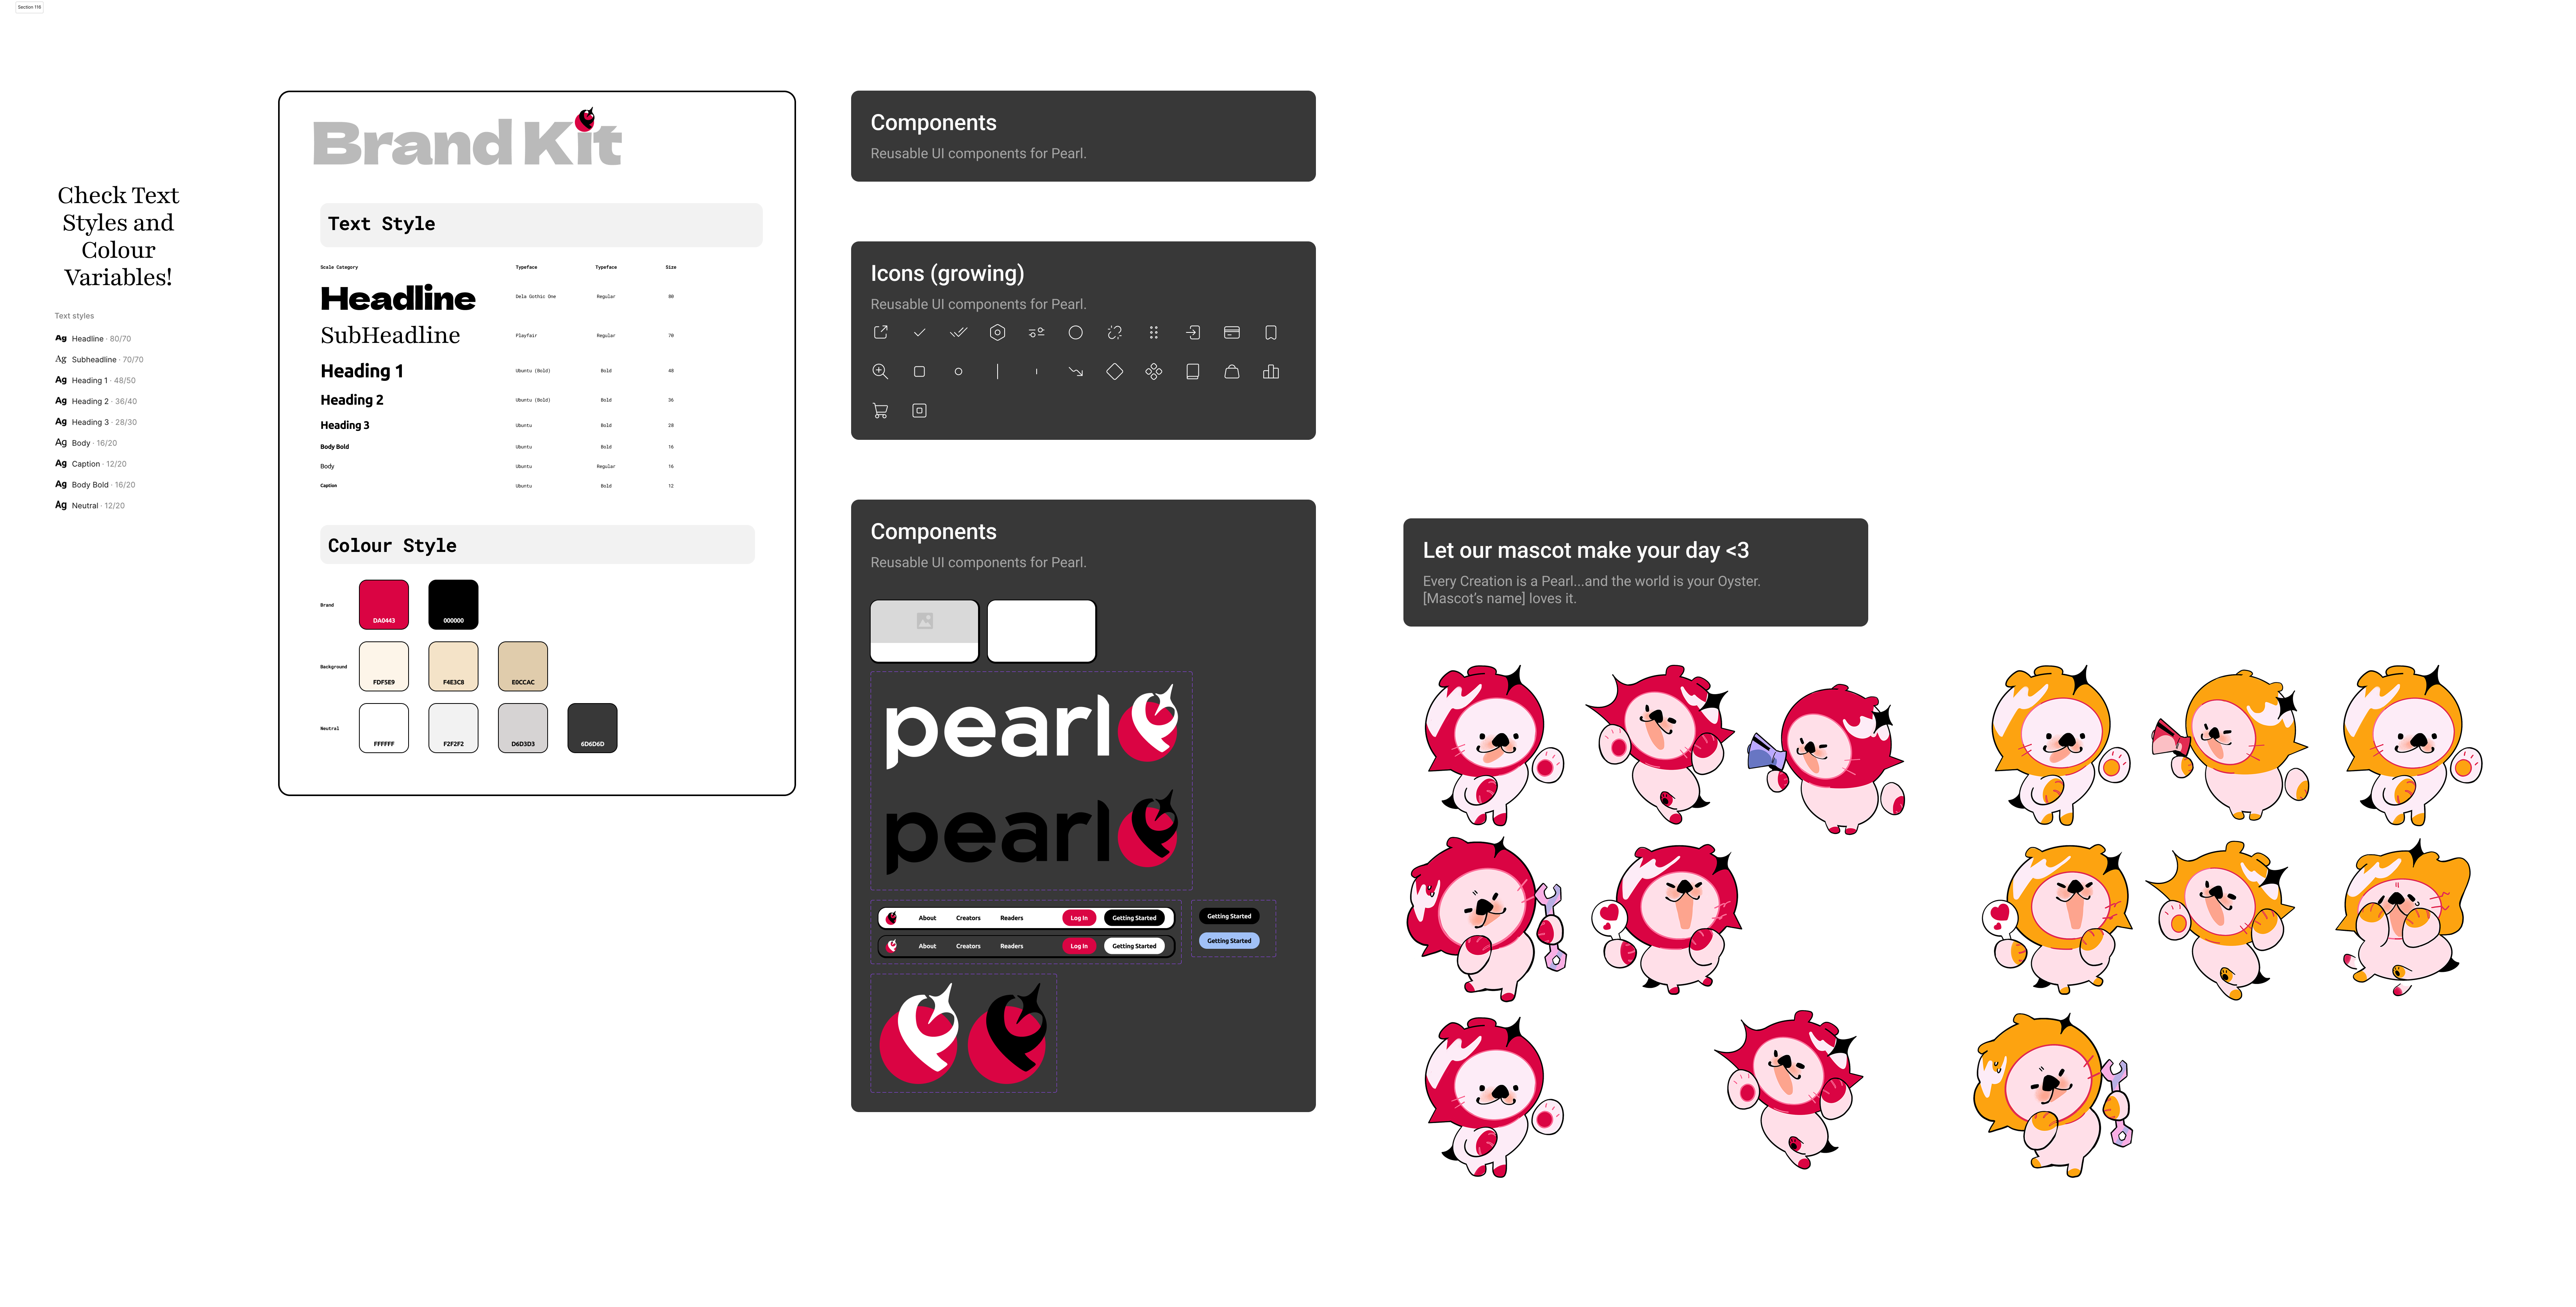 Section 116
Check Text
Styles and
Colour
Variables!
Text styles
Ag Headline · 80/70
Ag Subheadline · 70/70
Ag Heading 1 · 48/50
Ag Heading 2 · 36/40
Ag Heading 3 · 28/30
Ag Body · 16/20
Ag Caption · 12/20
Ag Body Bold · 16/20
Ag Neutral · 12/20
Brand Kit
Text Style
Scale Category Typeface Typeface Size
Headline Dela Gothic One Regular 80
SubHeadline Playfair Regular 70
Heading 1 Ubuntu (Bold) Bold 48
Heading 2 Ubuntu (Bold) Bold 36
Heading 3 Ubuntu Bold 28
Body Bold Ubuntu Bold 16
Body Ubuntu Regular 16
Caption Ubuntu Bold 12
Colour Style
Brand DA0443 000000
Background FDF5E9 F4E3C8 E0CCAC
Neutral FFFFFF F2F2F2 D6D3D3 6D6D6D
Components
Reusable UI components for Pearl.
Icons (growing)
Reusable UI components for Pearl.
Components
Reusable UI components for Pearl.
pearl
pearl
About Creators Readers Log In Getting Started
About Creators Readers Log In Getting Started
Getting Started
Getting Started
Let our mascot make your day <3
Every Creation is a Pearl...and the world is your Oyster.
[Mascot's name] loves it.